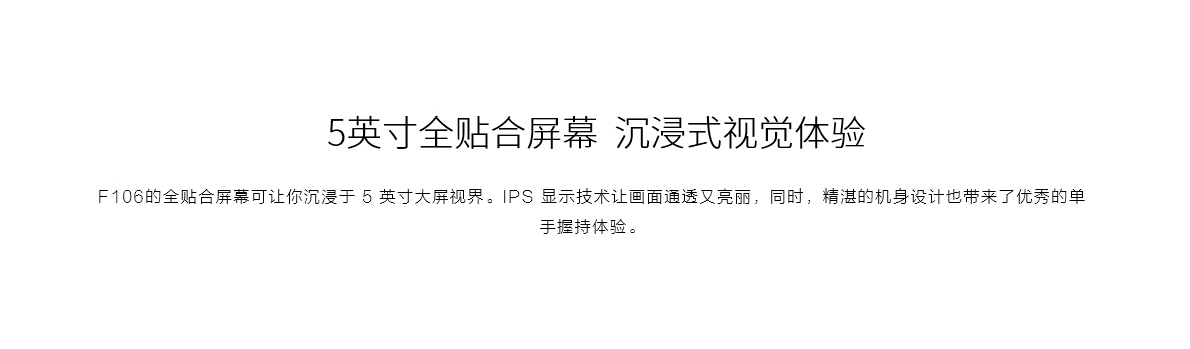 5英寸全贴合屏幕 沉浸式视觉体验
F106的全贴合屏幕可让你沉浸于 5 英寸大屏视界。IPS 显示技术让画面通透又亮丽，同时，精湛的机身设计也带来了优秀的单
手握持体验。